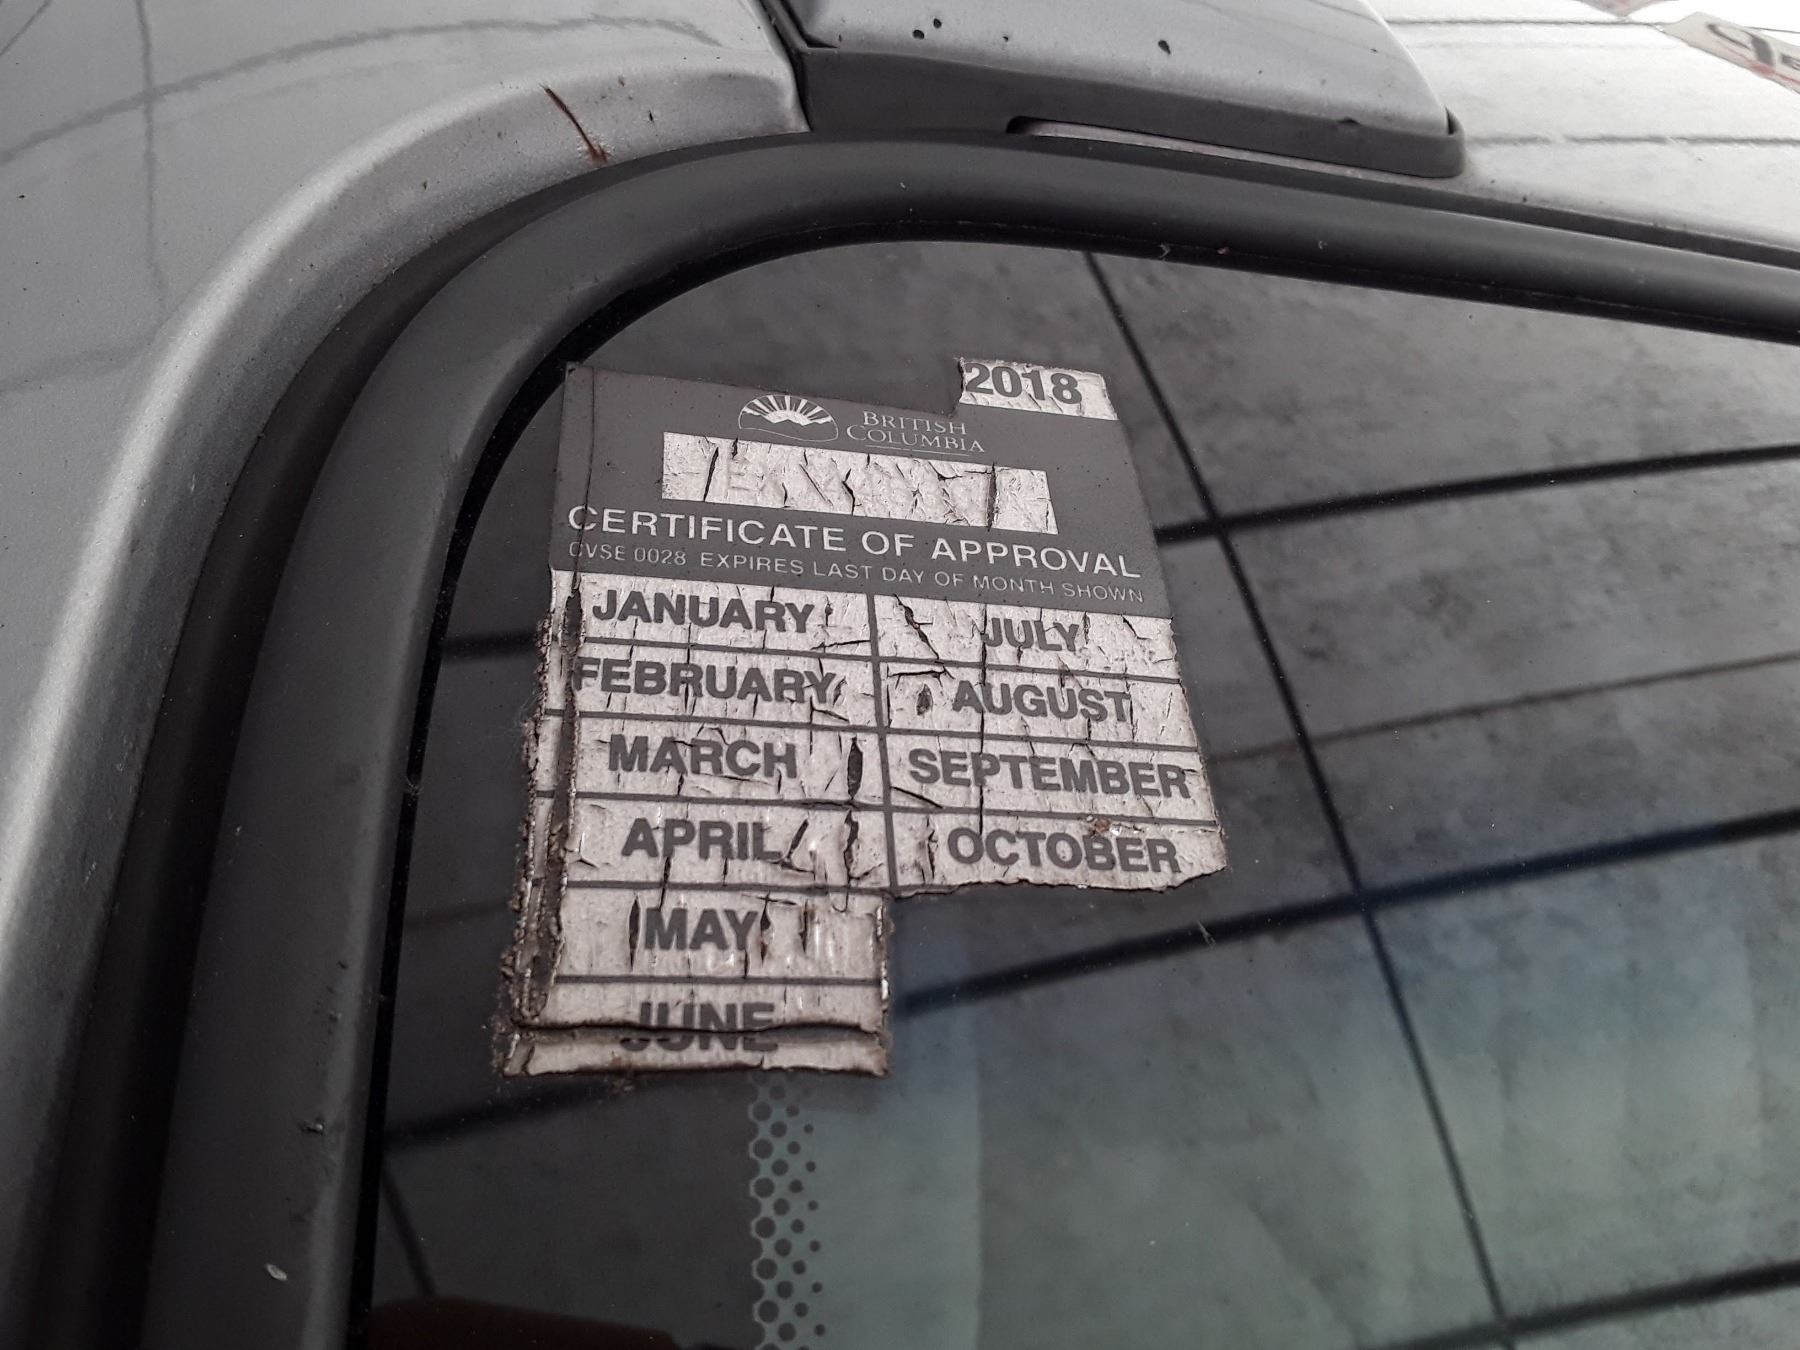 2018
BRITISH
COLUMBIA
CERTIFICATE OF APPROVAL
CVSE 0028 EXPIRES LAST DAY OF MONTH SHOWN
JANUARY JULY
FEBRUARY AUGUST
MARCH SEPTEMBER
APRIL OCTOBER
MAY
JUNE
JUNE